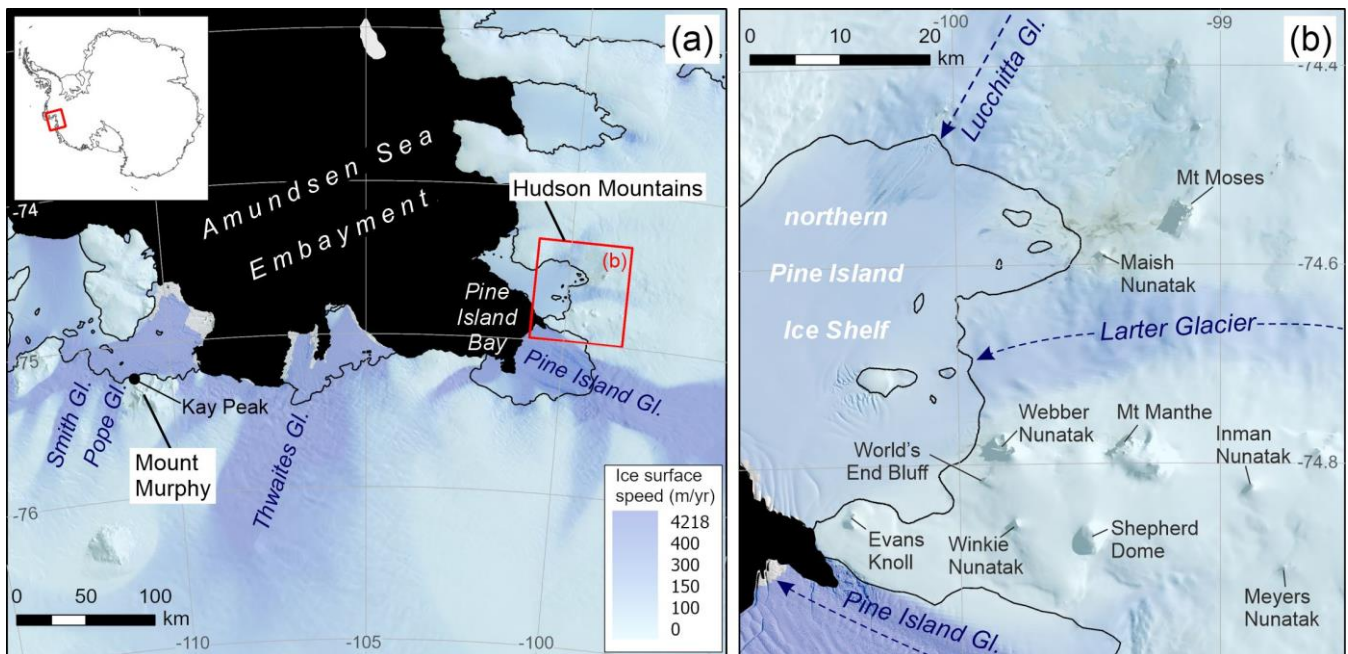 (a)
Amundsen Sea
Embayment
Hudson Mountains
(b)
-74
Pine
Island
Bay
-75
Pine Island Gl.
Smith Gl.
Pope Gl.
Kay Peak
Mount
Murphy
Thwaites Gl.
-76
Ice surface
speed (m/yr)
4218
400
300
150
100
0
0 50 100
km
-110
-105
-100
(b)
-100
-99
0 10 20
km
Lucchitta Gl.
-74.4
Mt Moses
northern
Pine Island
Ice Shelf
Maish
Nunatak
-74.6
Larter Glacier
Webber
Nunatak
Mt Manthe
Inman
Nunatak
World's
End Bluff
-74.8
Evans
Knoll
Winkie
Nunatak
Shepherd
Dome
Meyers
Nunatak
Pine Island Gl.